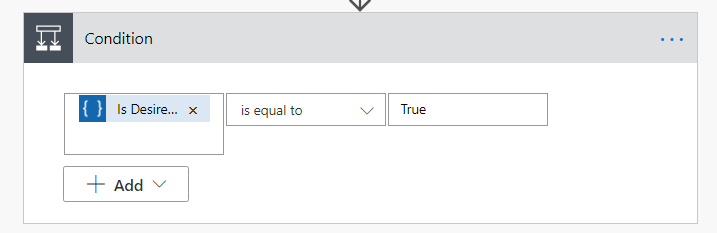 Condition
{ } Is Desire... × is equal to True
+ Add